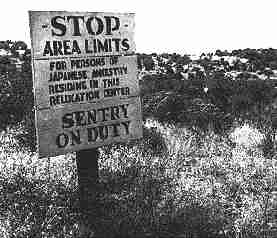 STOP
AREA LIMITS
FOR PERSONS OF
JAPANESE ANCESTRY
RESIDING IN THIS
RELOCATION CENTER
SENTRY
ON DUTY